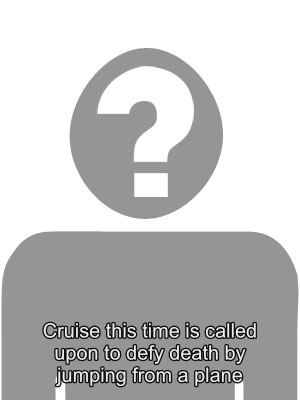 ?
Cruise this time is called
upon to defy death by
jumping from a plane